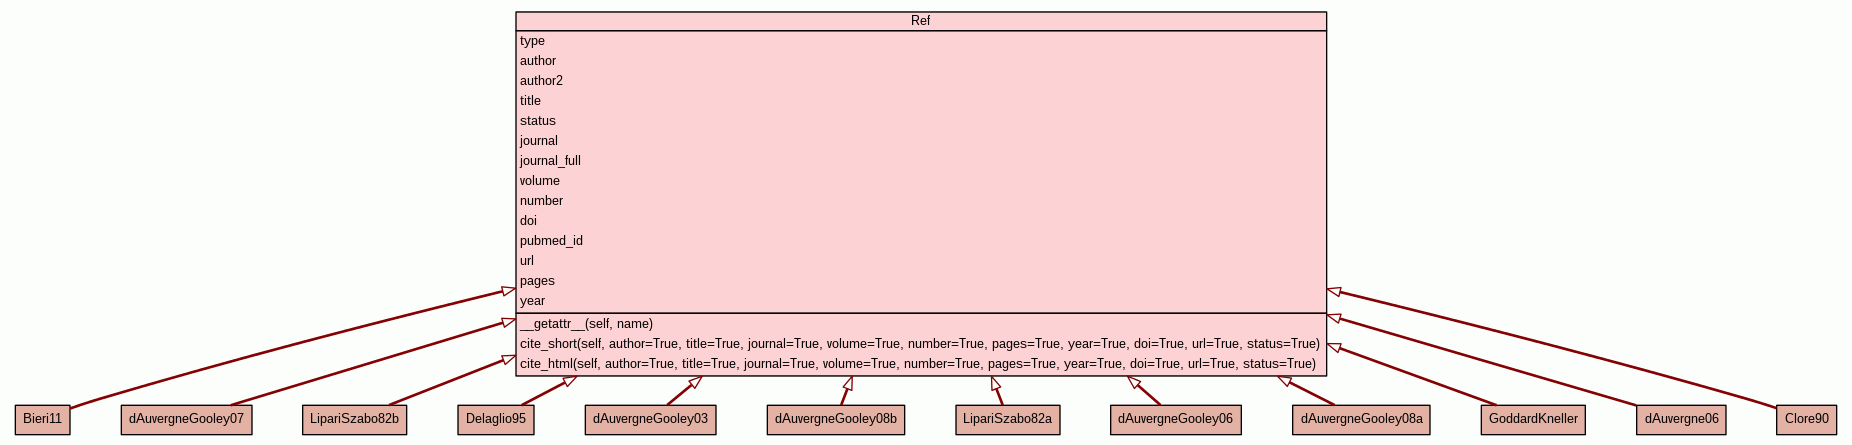 Ref
type
author
author2
title
status
journal
journal_full
volume
number
doi
pubmed_id
url
pages
year
__getattr__(self, name)
cite_short(self, author=True, title=True, journal=True, volume=True, number=True, pages=True, year=True, doi=True, url=True, status=True)
cite_html(self, author=True, title=True, journal=True, volume=True, number=True, pages=True, year=True, doi=True, url=True, status=True)
Bieri11 dAuvergneGooley07 LipariSzabo82b Delaglio95 dAuvergneGooley03 dAuvergneGooley08b LipariSzabo82a dAuvergneGooley06 dAuvergneGooley08a GoddardKneller dAuvergne06 Clore90